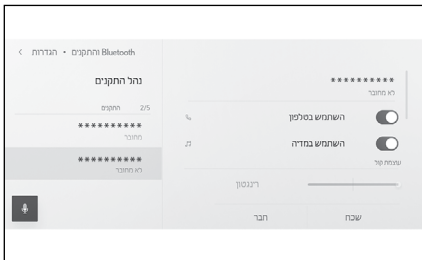 Bluetooth והתקנים • הגדרות
נהל התקנים
התקנים 2/5
**********
מחובר
**********
לא מחובר
**********
לא מחובר
השתמש בטלפון
השתמש במדיה
עוצמת קול
רינגטון
שכח
חבר